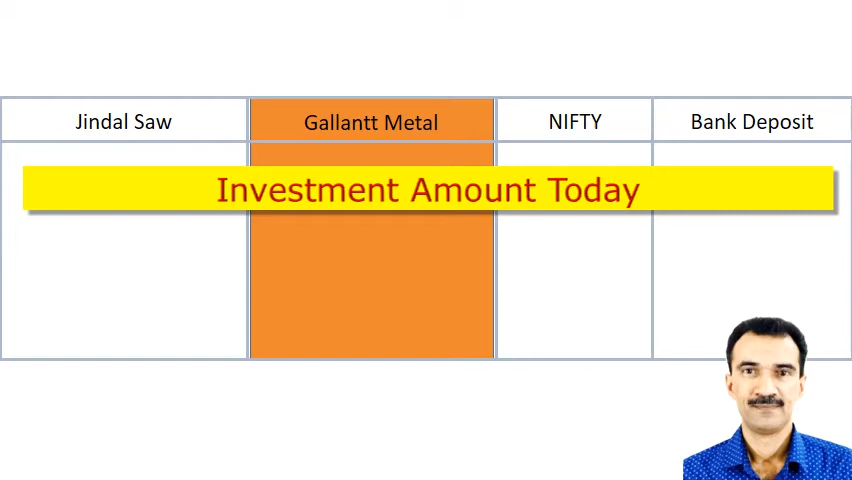 Jindal Saw Gallantt Metal NIFTY Bank Deposit
Investment Amount Today